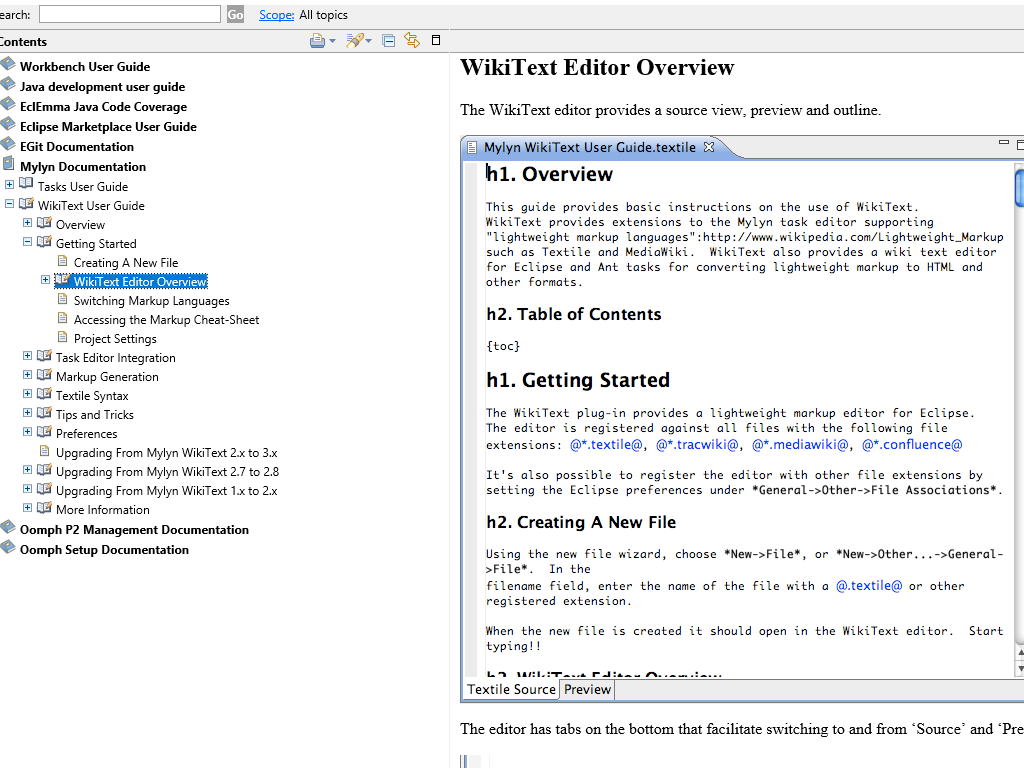 earch:
Go
Scope: All topics
Contents
Workbench User Guide
Java development user guide
EclEmma Java Code Coverage
Eclipse Marketplace User Guide
EGit Documentation
Mylyn Documentation
Tasks User Guide
WikiText User Guide
Overview
Getting Started
Creating A New File
WikiText Editor Overview
Switching Markup Languages
Accessing the Markup Cheat-Sheet
Project Settings
Task Editor Integration
Markup Generation
Textile Syntax
Tips and Tricks
Preferences
Upgrading From Mylyn WikiText 2.x to 3.x
Upgrading From Mylyn WikiText 2.7 to 2.8
Upgrading From Mylyn WikiText 1.x to 2.x
More Information
Oomph P2 Management Documentation
Oomph Setup Documentation
WikiText Editor Overview
The WikiText editor provides a source view, preview and outline.
Mylyn WikiText User Guide.textile
h1. Overview
This guide provides basic instructions on the use of WikiText.
WikiText provides extensions to the Mylyn task editor supporting
"lightweight markup languages":http://www.wikipedia.com/Lightweight_Markup
such as Textile and MediaWiki.  WikiText also provides a wiki text editor
for Eclipse and Ant tasks for converting lightweight markup to HTML and
other formats.
h2. Table of Contents
{toc}
h1. Getting Started
The WikiText plug-in provides a lightweight markup editor for Eclipse.
The editor is registered against all files with the following file
extensions: @*.textile@, @*.tracwiki@, @*.mediawiki@, @*.confluence@
It's also possible to register the editor with other file extensions by
setting the Eclipse preferences under *General->Other->File Associations*.
h2. Creating A New File
Using the new file wizard, choose *New->File*, or *New->Other...->General-
>File*.  In the
filename field, enter the name of the file with a @.textile@ or other
registered extension.
When the new file is created it should open in the WikiText editor.  Start
typing!!
h2. WikiText Editor Overview
Textile Source
Preview
The editor has tabs on the bottom that facilitate switching to and from ‘Source’ and ‘Pre